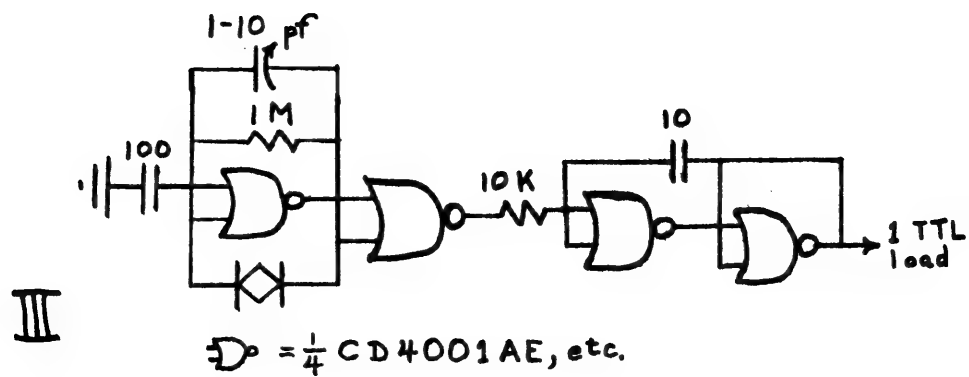 1-10 pf
1 M
100
10
10 K
1 TTL
load
III
= 1/4 CD4001AE, etc.